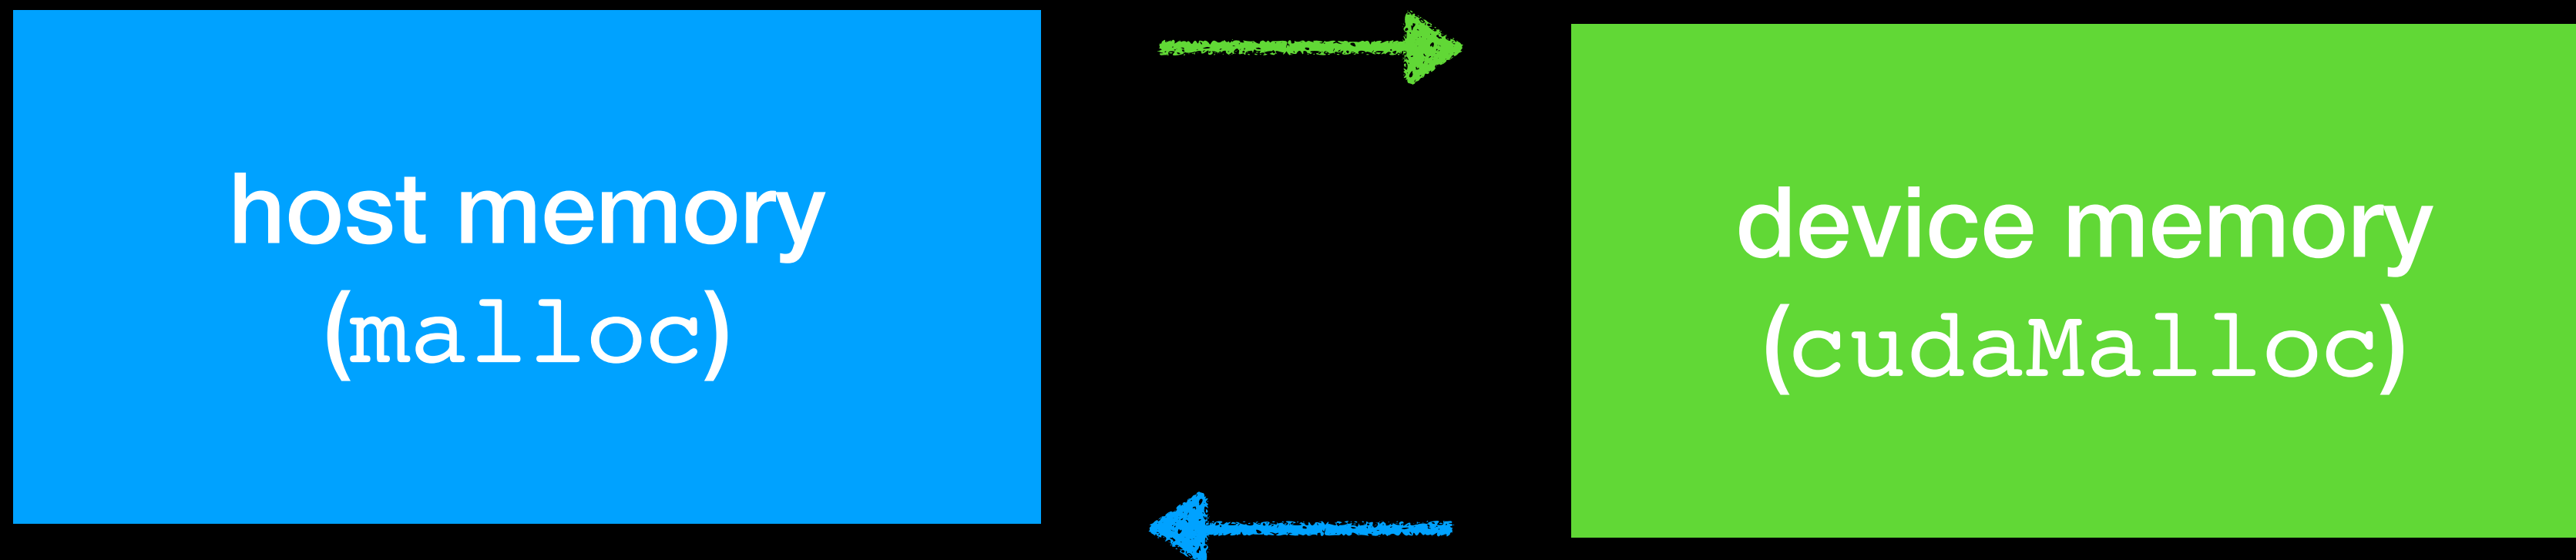 host memory
(malloc)
device memory
(cudaMalloc)